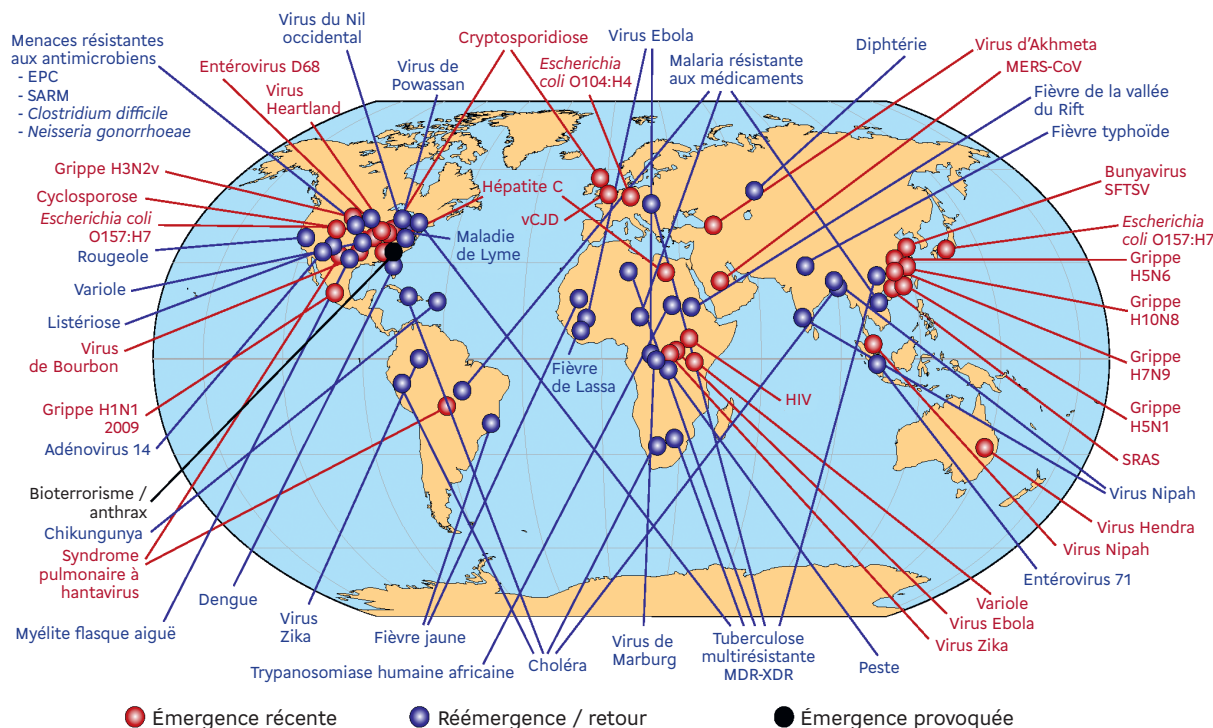 Menaces résistantes
aux antimicrobiens
- EPC
- SARM
- Clostridium difficile
- Neisseria gonorrhoeae
Virus du Nil
occidental
Entérovirus D68
Virus
Heartland
Virus de
Powassan
Cryptosporidiose
Escherichia
coli O104:H4
Virus Ebola
Malaria résistante
aux médicaments
Diphtérie
Virus d’Akhmeta
MERS-CoV
Fièvre de la vallée
du Rift
Fièvre typhoïde
Bunyavirus
SFTSV
Escherichia
coli O157:H7
Grippe
H5N6
Grippe
H10N8
Grippe
H7N9
Grippe
H5N1
SRAS
Virus Nipah
Virus Hendra
Virus Nipah
Entérovirus 71
Grippe H3N2v
Cyclosporose
Escherichia coli
O157:H7
Rougeole
Variole
Listériose
Virus
de Bourbon
Grippe H1N1
2009
Adénovirus 14
Bioterrorisme /
anthrax
Chikungunya
Syndrome
pulmonaire à
hantavirus
Myélite flasque aiguë
Hépatite C
vCJD
Maladie
de Lyme
Fièvre
de Lassa
HIV
Dengue
Virus
Zika
Fièvre jaune
Trypanosomiase humaine africaine
Choléra
Virus de
Marburg
Tuberculose
multirésistante
MDR-XDR
Peste
Variole
Virus Ebola
Virus Zika
Émergence récente
Réémergence / retour
Émergence provoquée